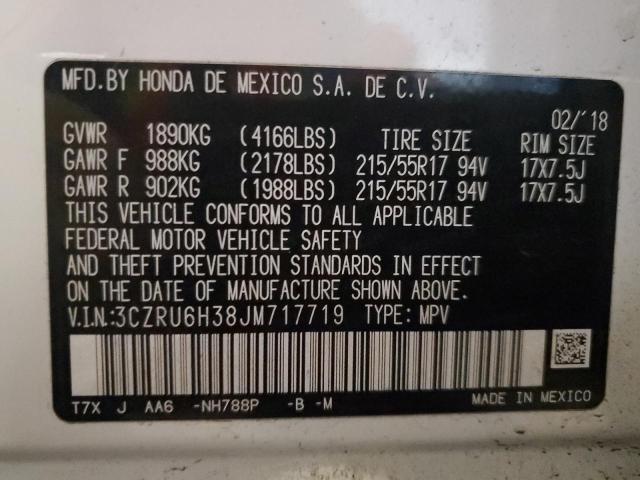 MFD.BY HONDA DE MEXICO S.A. DE C.V.
02/'18
GVWR 1890KG (4166LBS) TIRE SIZE RIM SIZE
GAWR F 988KG (2178LBS) 215/55R17 94V 17X7.5J
GAWR R 902KG (1988LBS) 215/55R17 94V 17X7.5J
THIS VEHICLE CONFORMS TO ALL APPLICABLE
FEDERAL MOTOR VEHICLE SAFETY
AND THEFT PREVENTION STANDARDS IN EFFECT
ON THE DATE OF MANUFACTURE SHOWN ABOVE.
V.I.N.:3CZRU6H38JM717719 TYPE: MPV
T7X J AA6 -NH788P -B -M MADE IN MEXICO